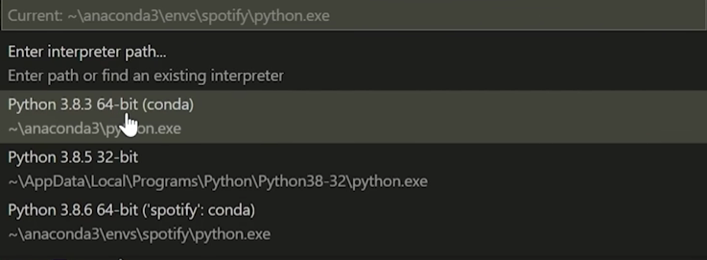 Current: ~\anaconda3\envs\spotify\python.exe
Enter interpreter path...
Enter path or find an existing interpreter
Python 3.8.3 64-bit (conda)
~\anaconda3\python.exe
Python 3.8.5 32-bit
~\AppData\Local\Programs\Python\Python38-32\python.exe
Python 3.8.6 64-bit ('spotify': conda)
~\anaconda3\envs\spotify\python.exe